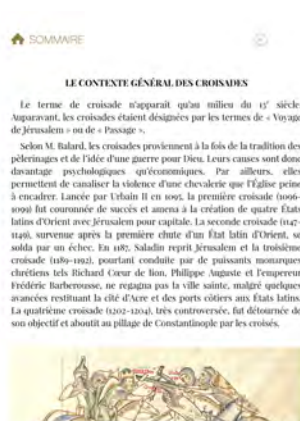 SOMMAIRE
LE CONTEXTE GÉNÉRAL DES CROISADES
Le terme de croisade n'apparaît qu'au milieu du 13e siècle.
Auparavant, les croisades étaient désignées par les termes de « Voyage
de Jérusalem » ou de « Passage ».
Selon M. Balard, les croisades proviennent à la fois de la tradition des
pèlerinages et de l'idée d'une guerre pour Dieu. Leurs causes sont donc
davantage psychologiques qu'économiques. Par ailleurs, elles
permettent de canaliser la violence d'une chevalerie que l'Église peine
à encadrer. Lancée par Urbain II en 1095, la première croisade (1096-
1099) fut couronnée de succès et amena à la création de quatre États
latins d'Orient avec Jérusalem pour capitale. La seconde croisade (1147-
1149), survenue après la première chute d'un État latin d'Orient, se
solda par un échec. En 1187, Saladin reprit Jérusalem et la troisième
croisade (1189-1192), pourtant conduite par de puissants monarques
chrétiens tels Richard Cœur de lion, Philippe Auguste et l'empereur
Frédéric Barberousse, ne regagna pas la ville sainte, malgré quelques
avancées restituant la cité d'Acre et des ports côtiers aux États latins.
La quatrième croisade (1202-1204), très controversée, fut détournée de
son objectif et aboutit au pillage de Constantinople par les croisés.